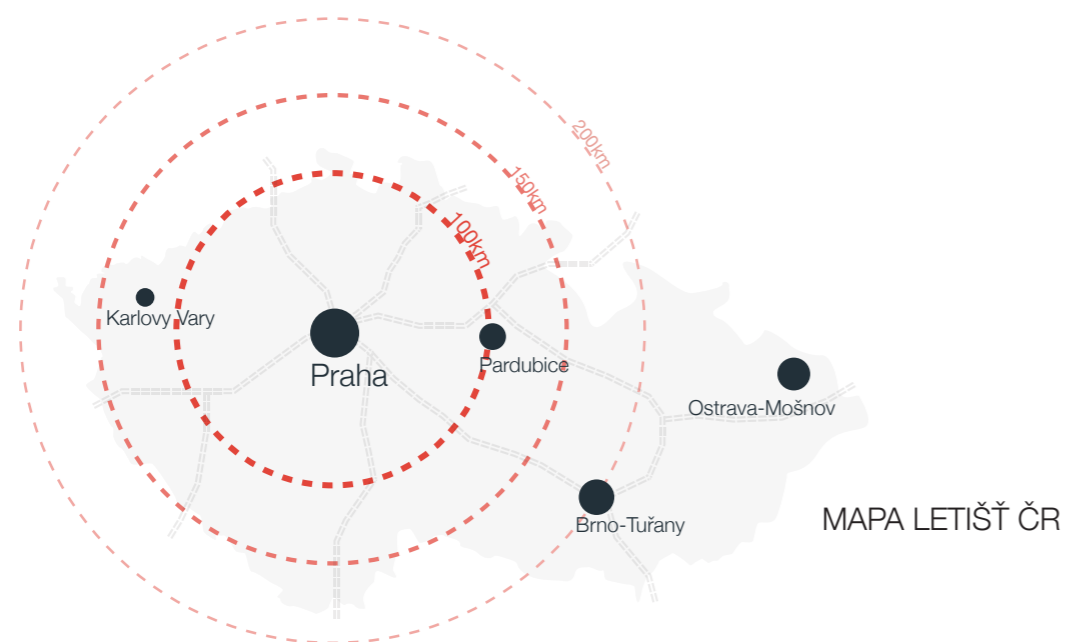 200km
150km
100km
Karlovy Vary
Praha
Pardubice
Ostrava-Mošnov
Brno-Tuřany
MAPA LETIŠŤ ČR